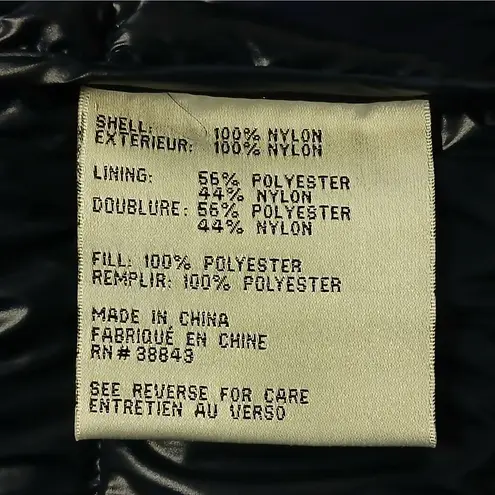 SHELL: 100% NYLON
EXTERIEUR: 100% NYLON
LINING: 56% POLYESTER
44% NYLON
DOUBLURE: 56% POLYESTER
44% NYLON
FILL: 100% POLYESTER
REMPLIR: 100% POLYESTER
MADE IN CHINA
FABRIQUÉ EN CHINE
RN# 38843
SEE REVERSE FOR CARE
ENTRETIEN AU VERSO